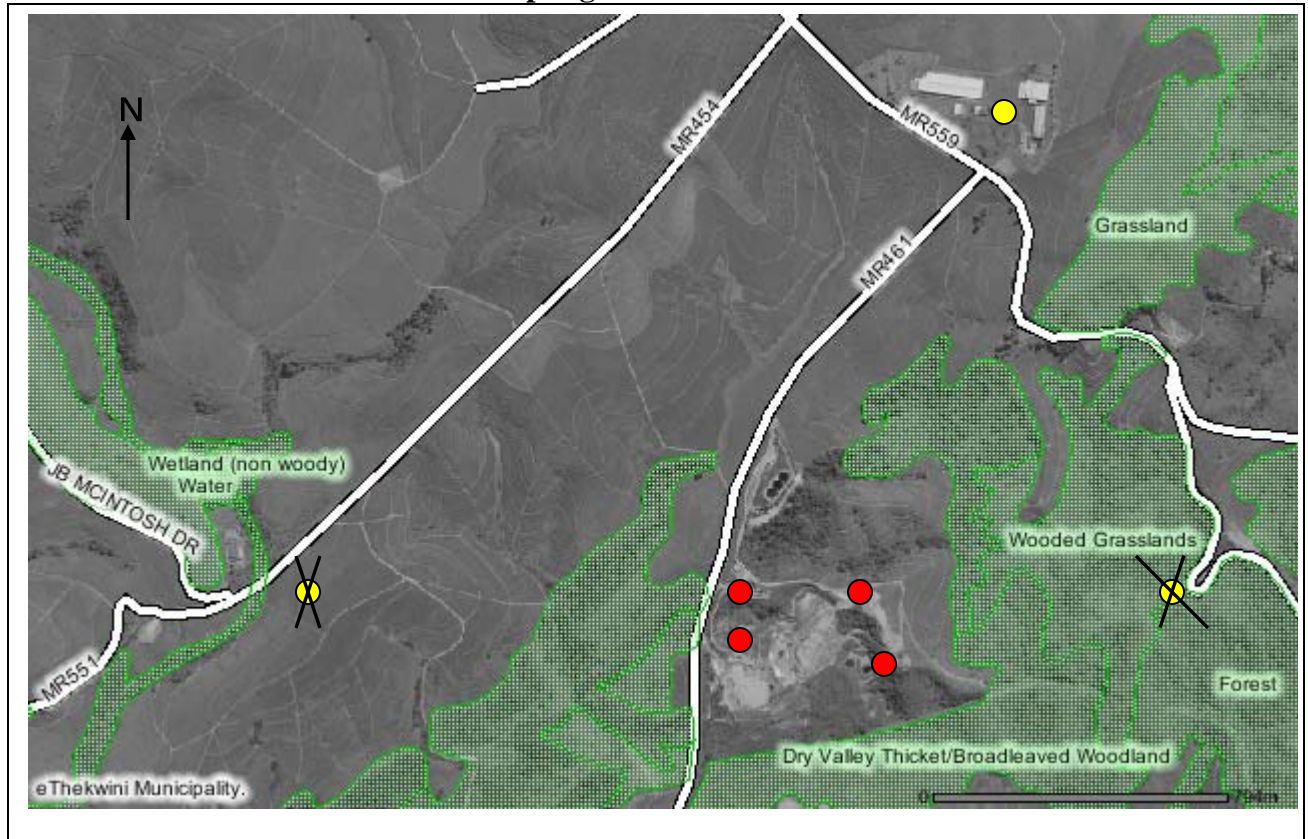 N
MR454
MR559
MR461
Grassland
Wetland (non woody)
Water
JB MCINTOSH DR
Wooded Grasslands
MR551
Forest
Dry Valley Thicket/Broadleaved Woodland
eThekwini Municipality.
0